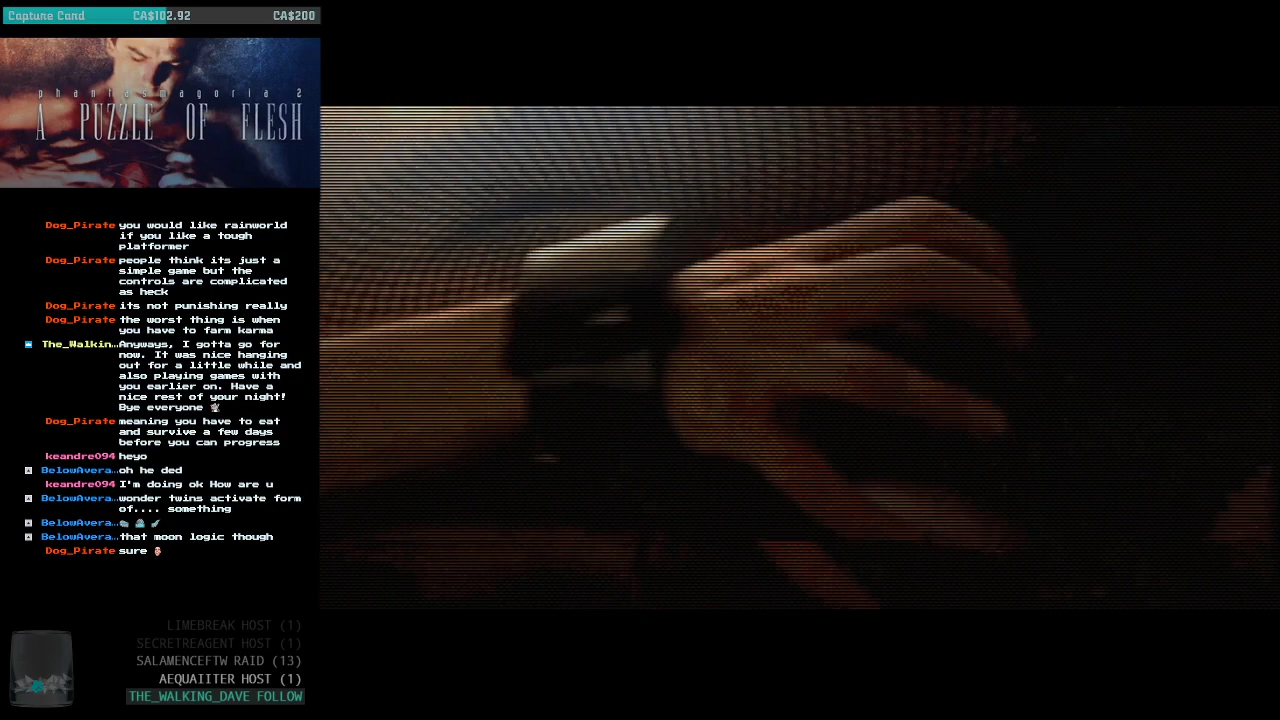 Capture Card CA$102.92 CA$200
phantasmagoria 2
A PUZZLE OF FLESH
Dog_Pirate you would like rainworld
if you like a tough
platformer
Dog_Pirate people think its just a
simple game but the
controls are complicated
as heck
Dog_Pirate its not punishing really
Dog_Pirate the worst thing is when
you have to farm karma
The_Walkin… Anyways, I gotta go for
now. It was nice hanging
out for a little while and
also playing games with
you earlier on. Have a
nice rest of your night!
Bye everyone
Dog_Pirate meaning you have to eat
and survive a few days
before you can progress
keandre094 heyo
BelowAvera… oh he ded
keandre094 I'm doing ok How are u
BelowAvera… wonder twins activate form
of.... something
BelowAvera…
BelowAvera… that moon logic though
Dog_Pirate sure
LIMEBREAK HOST (1)
SECRETREAGENT HOST (1)
SALAMENCEFTW RAID (13)
AEQUAIITER HOST (1)
THE_WALKING_DAVE FOLLOW